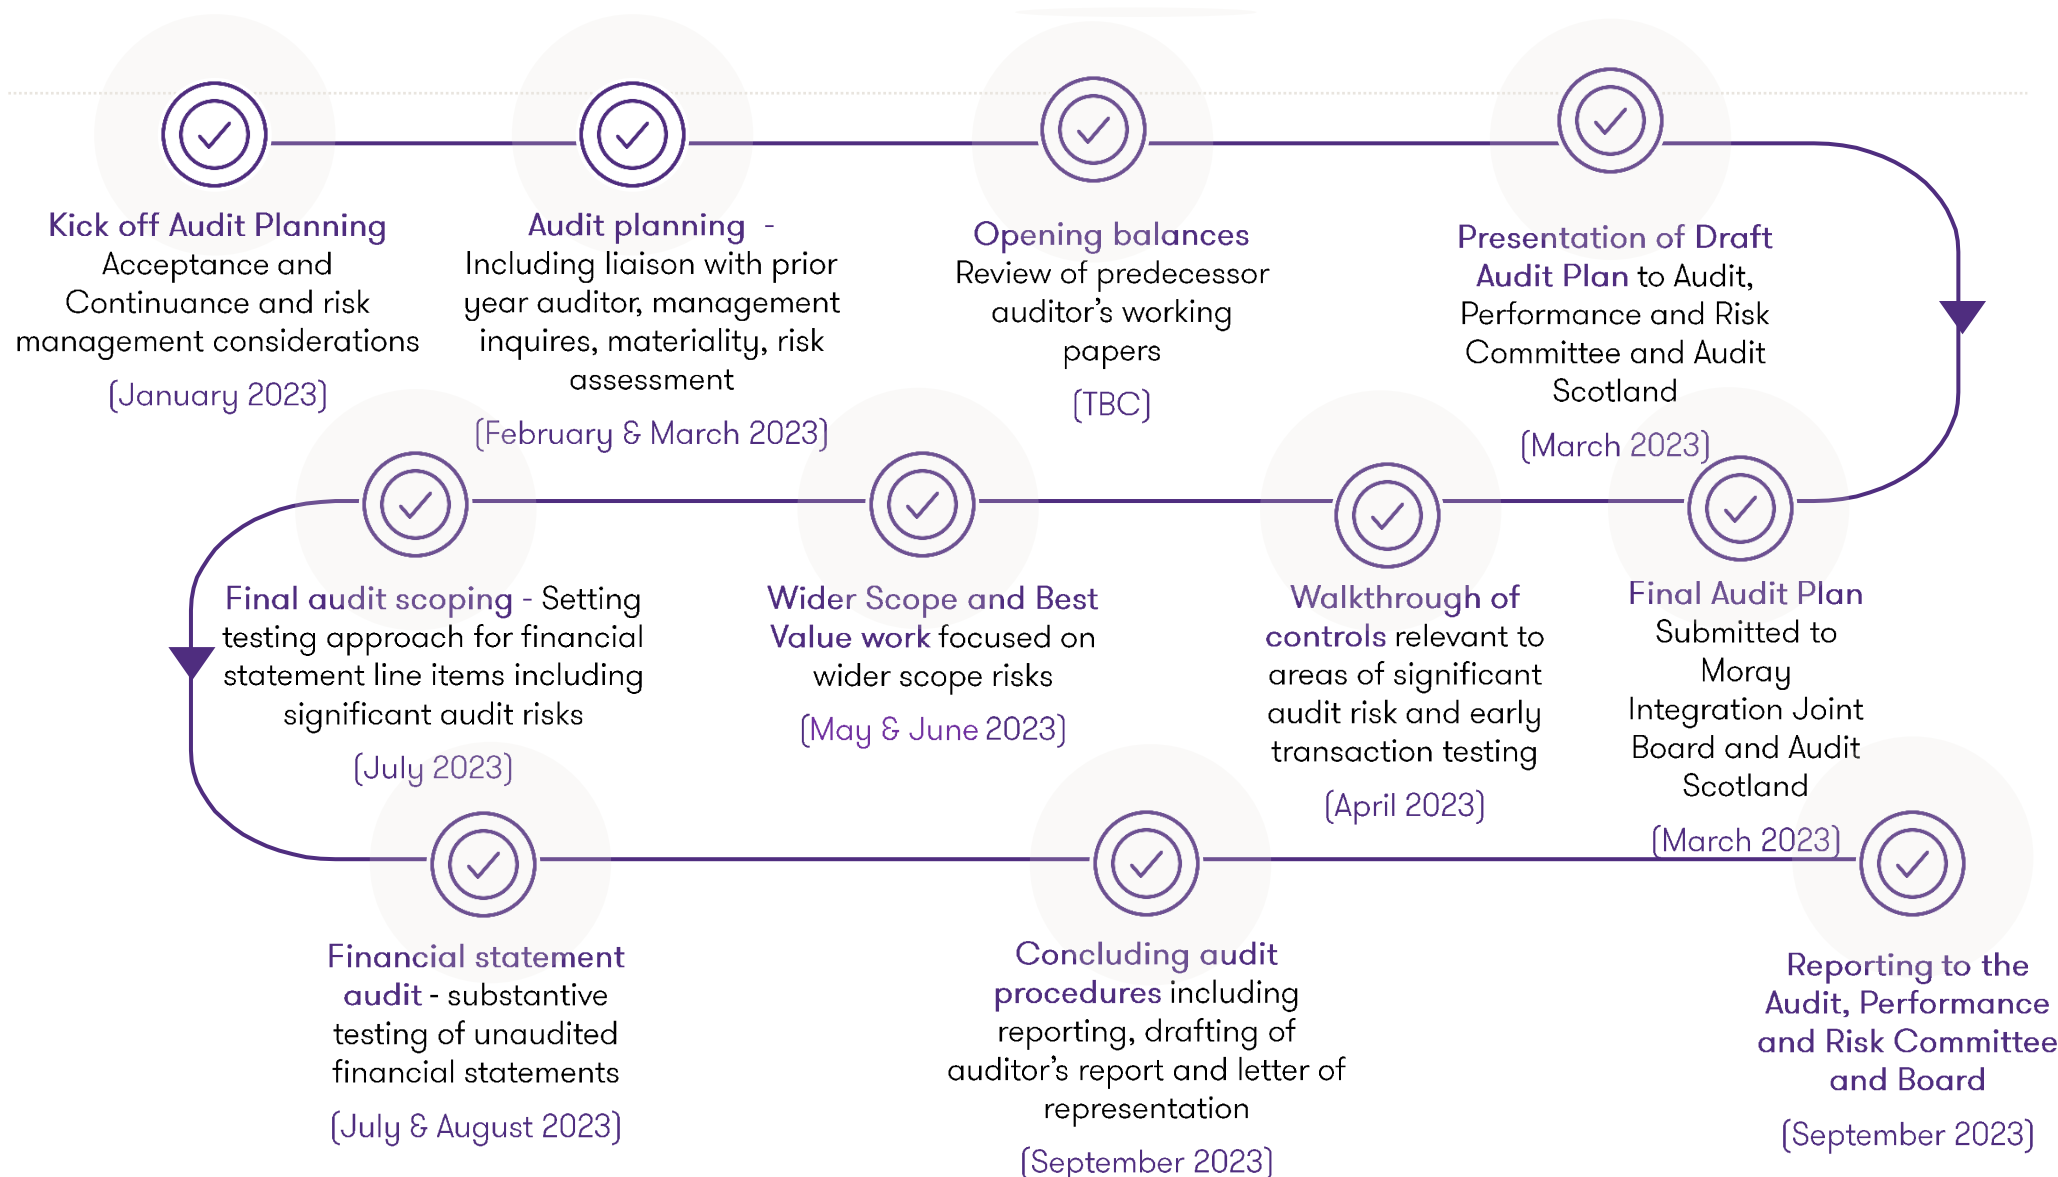 Kick off Audit Planning
Acceptance and
Continuance and risk
management considerations
(January 2023)
Audit planning -
Including liaison with prior
year auditor, management
inquires, materiality, risk
assessment
(February & March 2023)
Opening balances
Review of predecessor
auditor’s working
papers
(TBC)
Presentation of Draft
Audit Plan to Audit,
Performance and Risk
Committee and Audit
Scotland
(March 2023)
Final Audit Plan
Submitted to
Moray
Integration Joint
Board and Audit
Scotland
(March 2023)
Walkthrough of
controls relevant to
areas of significant
audit risk and early
transaction testing
(April 2023)
Wider Scope and Best
Value work focused on
wider scope risks
(May & June 2023)
Final audit scoping - Setting
testing approach for financial
statement line items including
significant audit risks
(July 2023)
Financial statement
audit - substantive
testing of unaudited
financial statements
(July & August 2023)
Concluding audit
procedures including
reporting, drafting of
auditor’s report and letter of
representation
(September 2023)
Reporting to the
Audit, Performance
and Risk Committee
and Board
(September 2023)